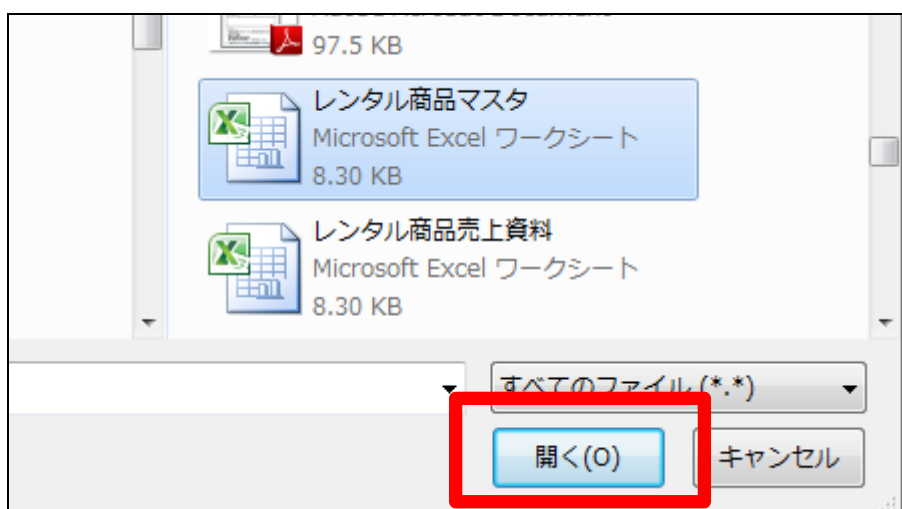 97.5 KB
レンタル商品マスタ
Microsoft Excel ワークシート
8.30 KB
レンタル商品売上資料
Microsoft Excel ワークシート
8.30 KB
すべてのファイル (*.*)
開く(O)
キャンセル